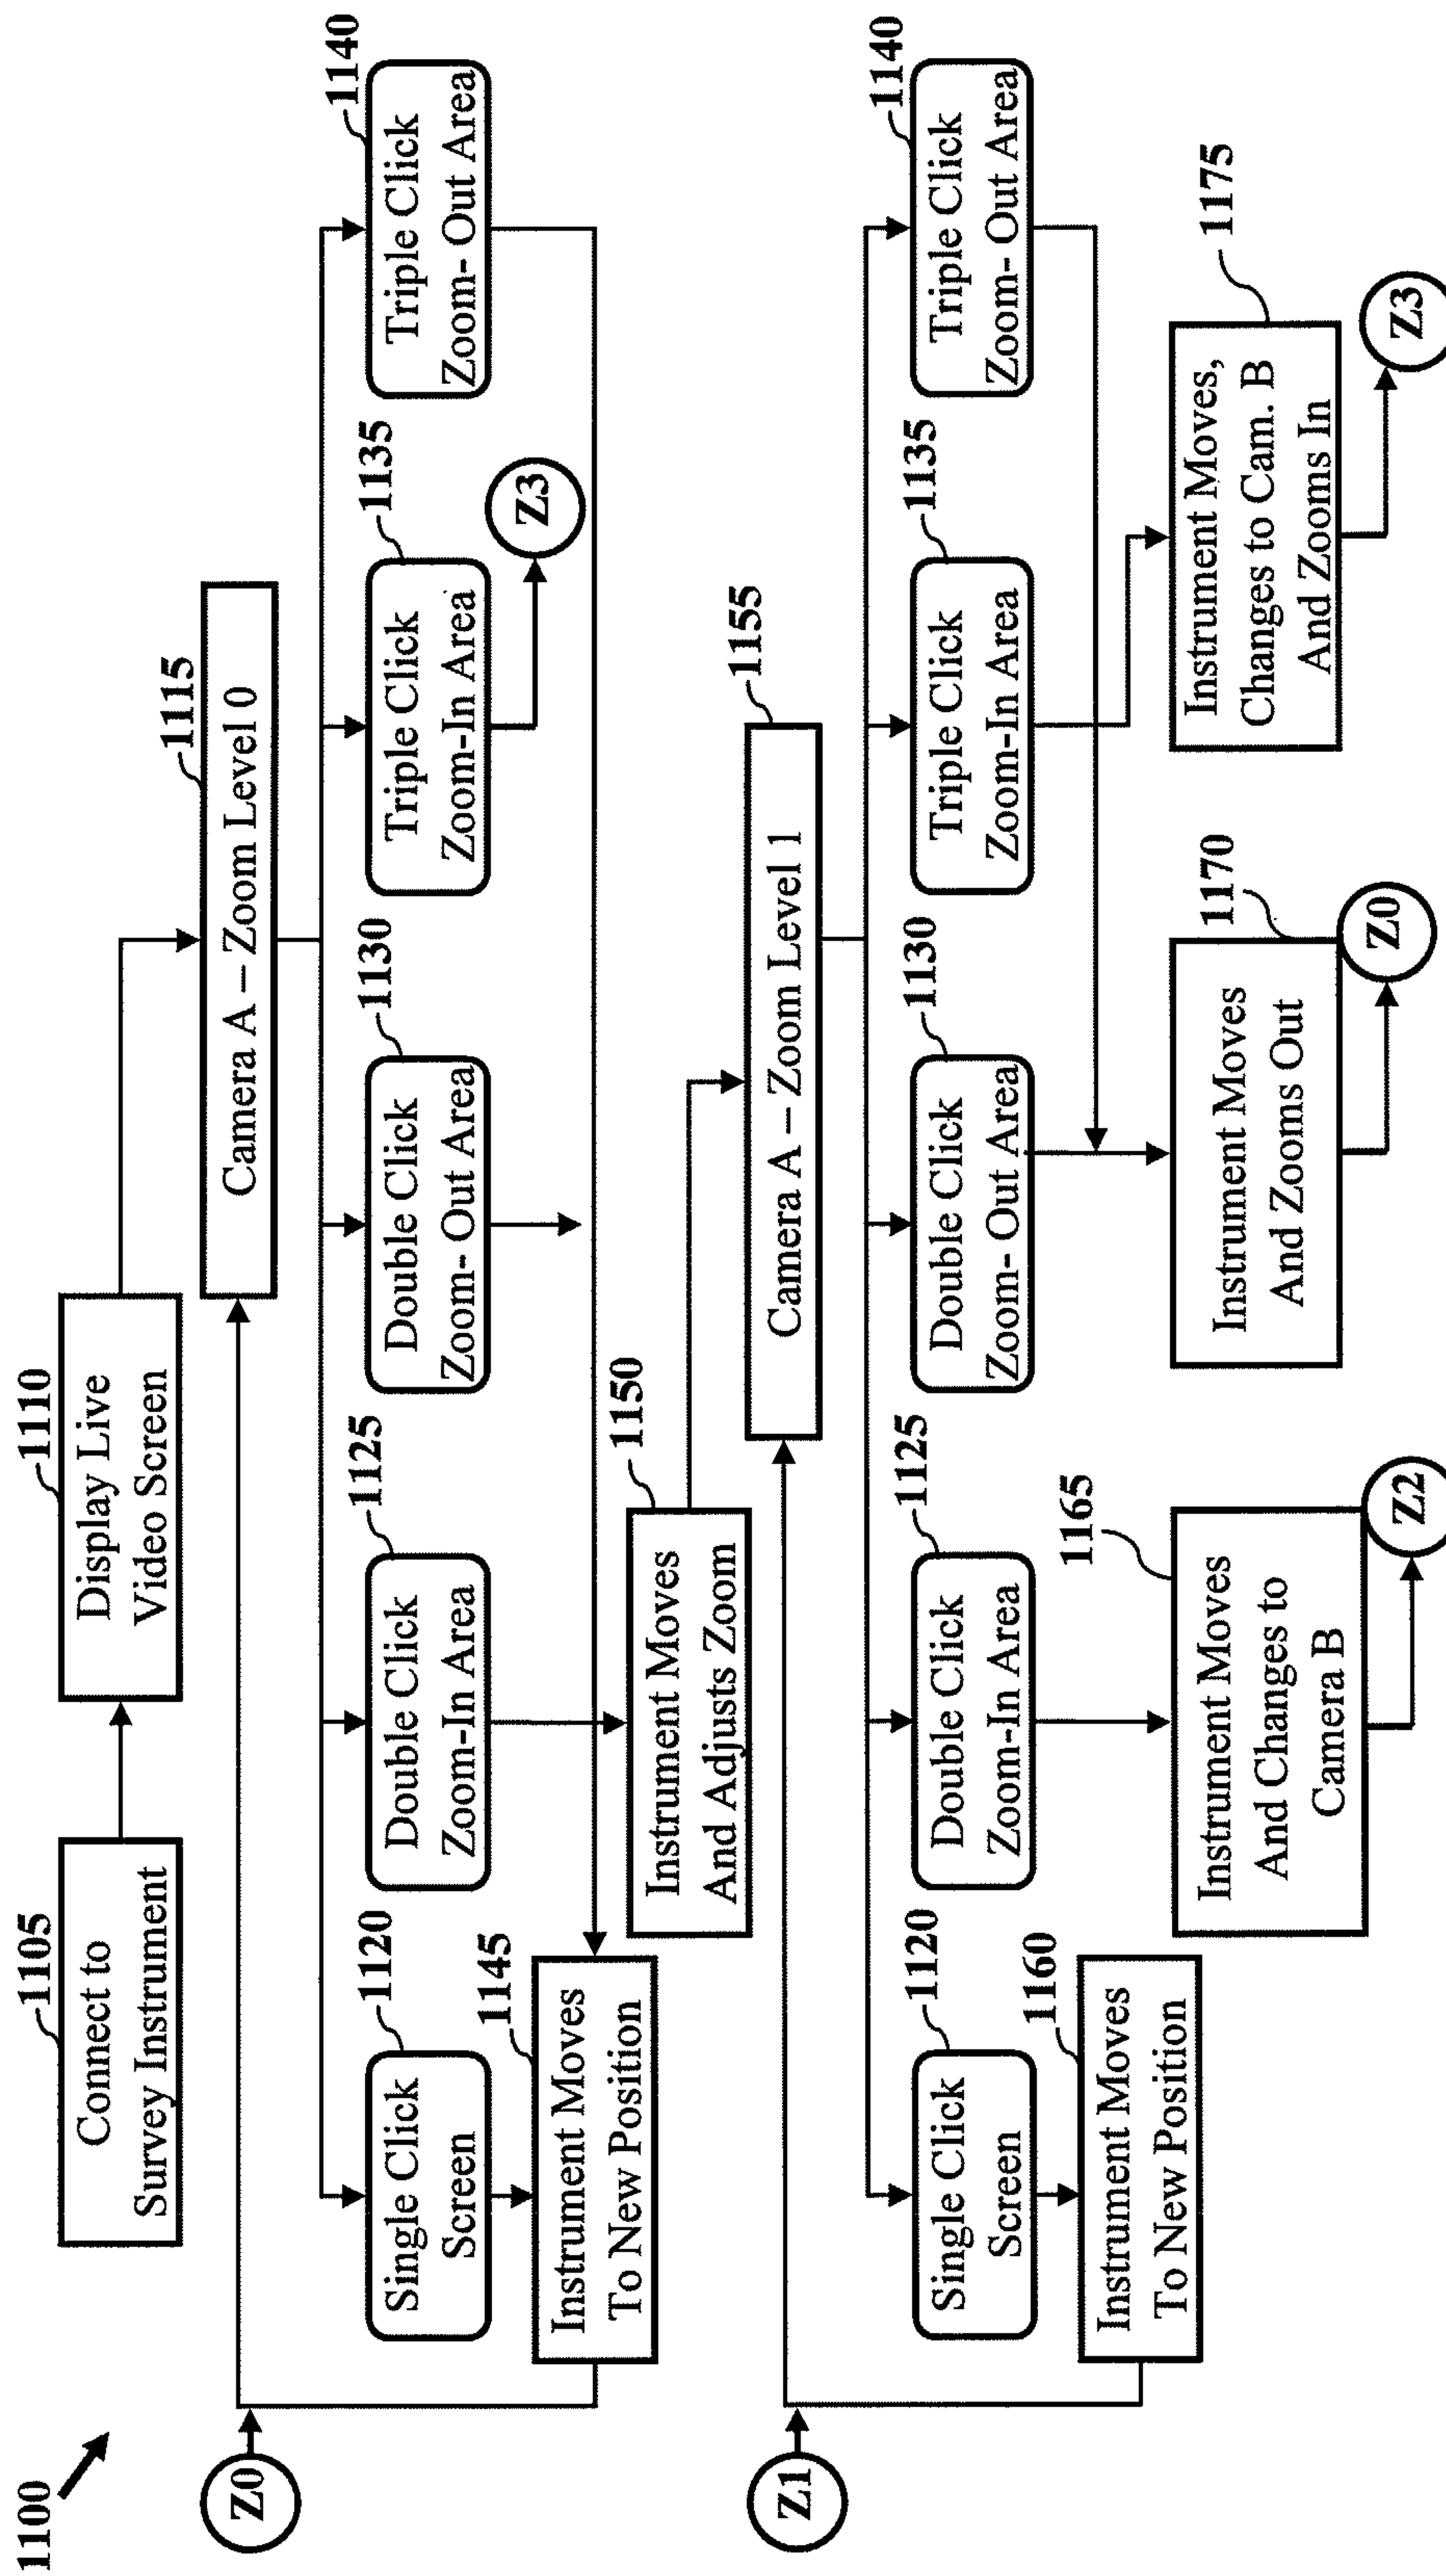 1100
1105
Connect to
Survey Instrument
1110
Display Live
Video Screen
Z0
1115
Camera A – Zoom Level 0
1120
Single Click
Screen
1125
Double Click
Zoom-In Area
1130
Double Click
Zoom- Out Area
1135
Triple Click
Zoom-In Area
1140
Triple Click
Zoom- Out Area
Z3
1145
Instrument Moves
To New Position
1150
Instrument Moves
And Adjusts Zoom
Z1
1155
Camera A – Zoom Level 1
1120
Single Click
Screen
1125
Double Click
Zoom-In Area
1130
Double Click
Zoom- Out Area
1135
Triple Click
Zoom-In Area
1140
Triple Click
Zoom- Out Area
1160
Instrument Moves
To New Position
1165
Instrument Moves
And Changes to
Camera B
Z2
1170
Instrument Moves
And Zooms Out
Z0
1175
Instrument Moves,
Changes to Cam. B
And Zooms In
Z3